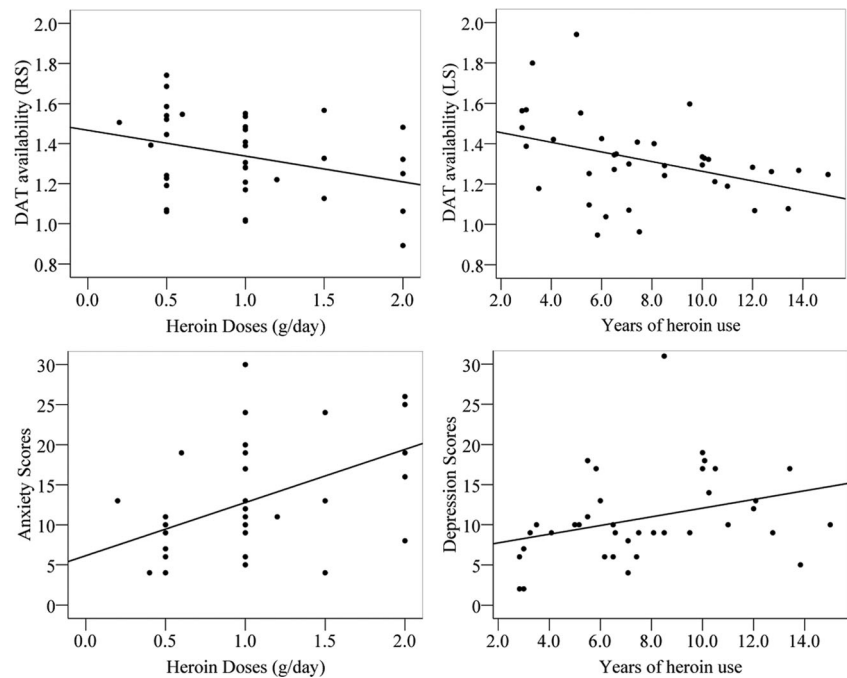 DAT availability (RS)
2.0
1.8
1.6
1.4
1.2
1.0
0.8
0.0 0.5 1.0 1.5 2.0
Heroin Doses (g/day)
DAT availability (LS)
2.0
1.8
1.6
1.4
1.2
1.0
0.8
2.0 4.0 6.0 8.0 10.0 12.0 14.0
Years of heroin use
Anxiety Scores
30
25
20
15
10
5
0
0.0 0.5 1.0 1.5 2.0
Heroin Doses (g/day)
Depression Scores
30
25
20
15
10
5
0
2.0 4.0 6.0 8.0 10.0 12.0 14.0
Years of heroin use